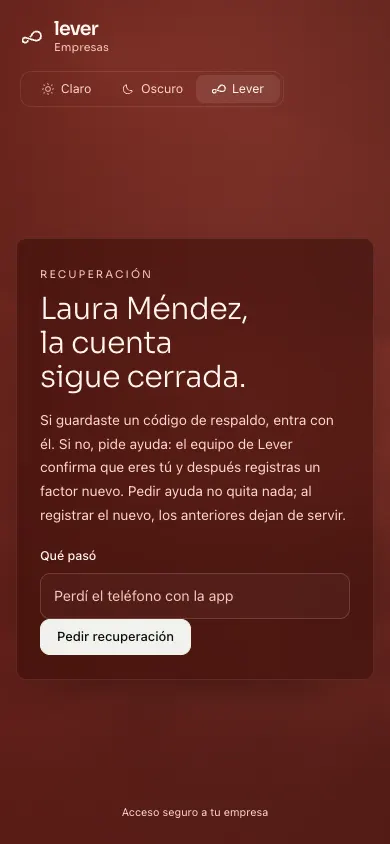 lever
Empresas
Claro
Oscuro
Lever
RECUPERACIÓN
Laura Méndez,
la cuenta
sigue cerrada.
Si guardaste un código de respaldo, entra con
él. Si no, pide ayuda: el equipo de Lever
confirma que eres tú y después registras un
factor nuevo. Pedir ayuda no quita nada; al
registrar el nuevo, los anteriores dejan de servir.
Qué pasó
Perdí el teléfono con la app
Pedir recuperación
Acceso seguro a tu empresa